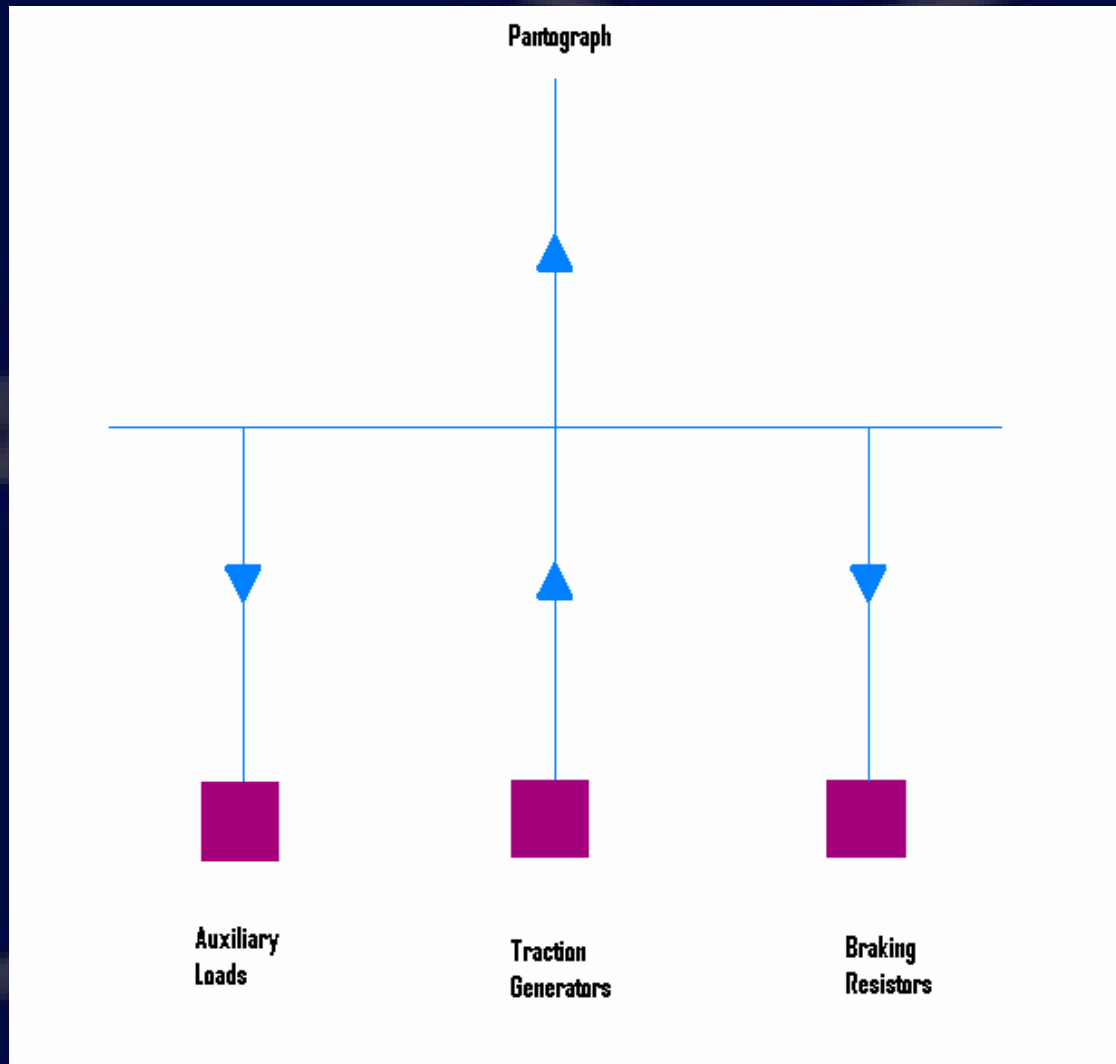 Pantograph
Auxiliary
Loads
Traction
Generators
Braking
Resistors